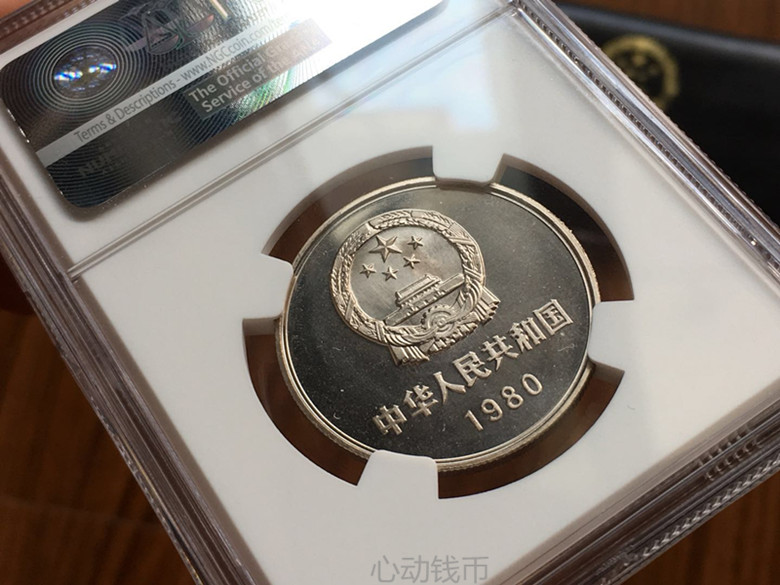 Terms & Descriptions - www.NGCcoin.com
The Official Gra
Service of the
中华人民共和国
1980
心动钱币